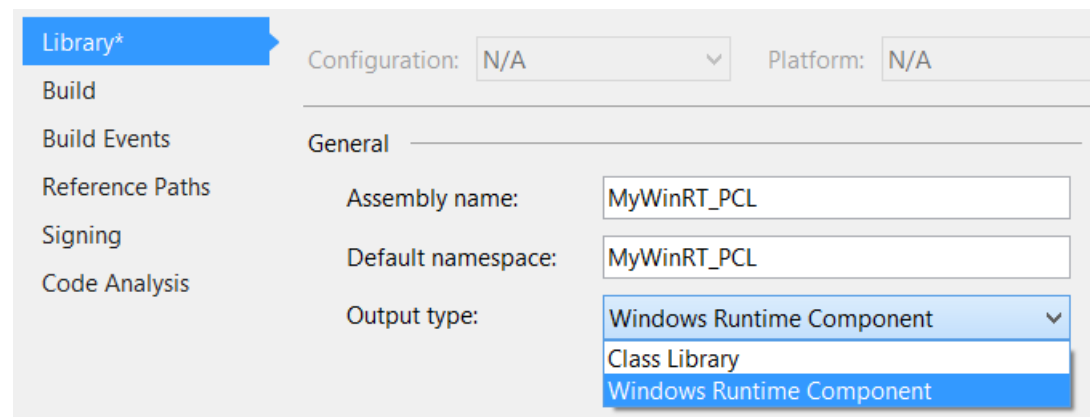 Library*
Build
Build Events
Reference Paths
Signing
Code Analysis
Configuration: N/A Platform: N/A
General
Assembly name: MyWinRT_PCL
Default namespace: MyWinRT_PCL
Output type: Windows Runtime Component
Class Library
Windows Runtime Component